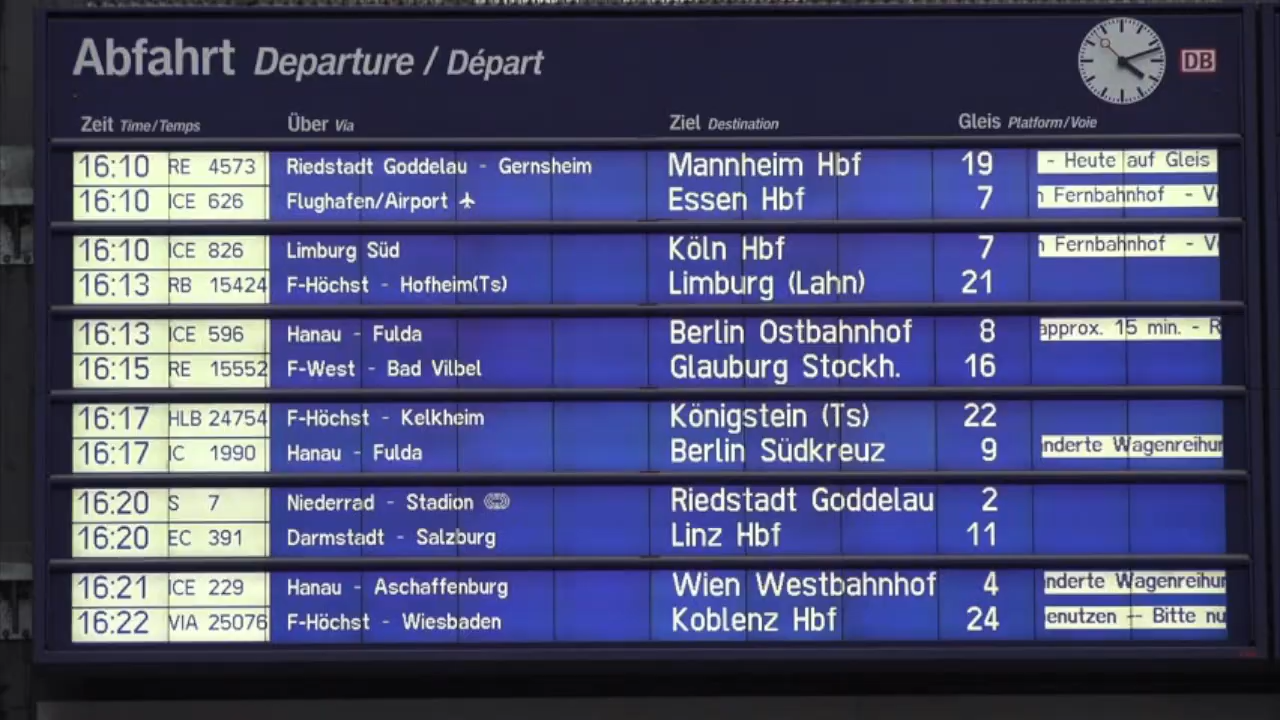 Abfahrt Departure / Départ
DB
Zeit Time/Temps Über Via Ziel Destination Gleis Platform/Voie
16:10 RE 4573 Riedstadt Goddelau - Gernsheim Mannheim Hbf 19 - Heute auf Gleis
16:10 ICE 626 Flughafen/Airport Essen Hbf 7 Fernbahnhof -
16:10 ICE 826 Limburg Süd Köln Hbf 7 Fernbahnhof -
16:13 RB 15424 F-Höchst - Hofheim(Ts) Limburg (Lahn) 21
16:13 ICE 596 Hanau - Fulda Berlin Ostbahnhof 8 approx. 15 min. - R
16:15 RE 15552 F-West - Bad Vilbel Glauburg Stockh. 16
16:17 HLB 24754 F-Höchst - Kelkheim Königstein (Ts) 22
16:17 IC 1990 Hanau - Fulda Berlin Südkreuz 9 nderte Wagenreihun
16:20 S 7 Niederrad - Stadion Riedstadt Goddelau 2
16:20 EC 391 Darmstadt - Salzburg Linz Hbf 11
16:21 ICE 229 Hanau - Aschaffenburg Wien Westbahnhof 4 nderte Wagenreihun
16:22 VIA 25076 F-Höchst - Wiesbaden Koblenz Hbf 24 enutzen -- Bitte nu